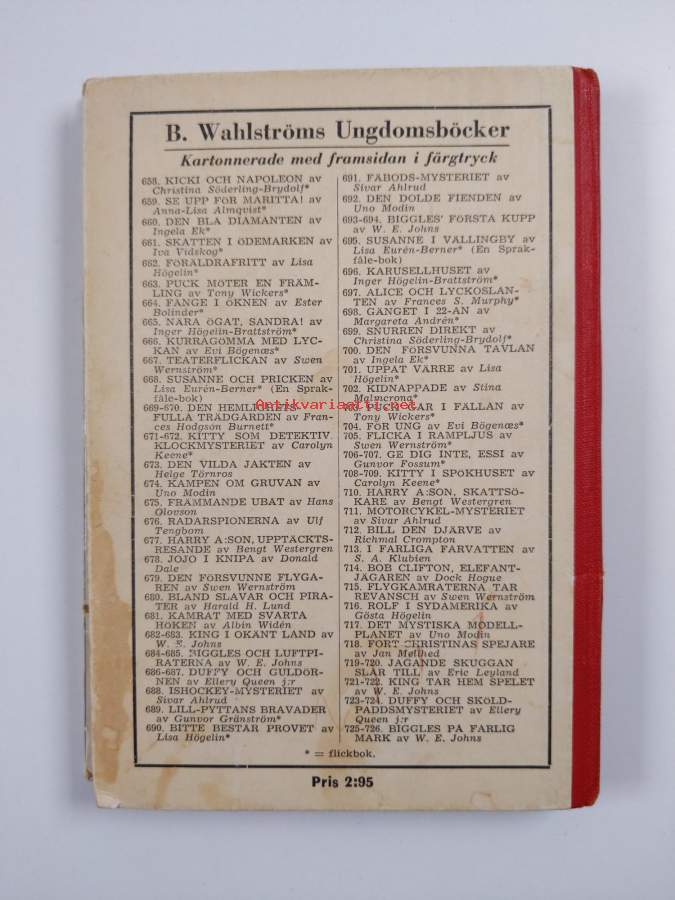 B. Wahlströms Ungdomsböcker
Kartonnerade med framsidan i färgtryck
658. KICKI OCH NAPOLEON av
Christina Söderling-Brydolf*
659. SE UPP FÖR MARITTA! av
Anna-Lisa Almqvist*
660. DEN BLÅ DIAMANTEN av
Ingela Ek*
661. SKATTEN I ÖDEMARKEN av
Iva Vidskog*
662. FÖRÄLDRAFRITT av Lisa
Högelin*
663. PUCK MÖTER EN FRÄM-
LING av Tony Wickers*
664. FÅNGE I ÖKNEN av Ester
Bolinder*
665. NÄRA ÖGAT, SANDRA! av
Inger Högelin-Brattström*
666. KURRAGÖMMA MED LYC-
KAN av Evi Bögenæs*
667. TEATERFLICKAN av Swen
Wernström*
668. SUSANNE OCH PRICKEN av
Lisa Eurén-Berner* (En Språk-
fåle-bok)
669-670. DEN HEMLIGHETS-
FULLA TRÄDGÅRDEN av Fran-
ces Hodgson Burnett*
671-672. KITTY SOM DETEKTIV.
KLOCKMYSTERIET av Carolyn
Keene*
673. DEN VILDA JAKTEN av
Helge Törnros
674. KAMPEN OM GRUVAN av
Uno Modin
675. FRÄMMANDE UBÅT av Hans
Olovson
676. RADARSPIONERNA av Ulf
Tengbom
677. HARRY A:SON, UPPTÄCKTS-
RESANDE av Bengt Westergren
678. JOJO I KNIPA av Donald
Dale
679. DEN FÖRSVUNNE FLYGA-
REN av Swen Wernström
680. BLAND SLAVAR OCH PIRA-
TER av Harald H. Lund
681. KAMRAT MED SVARTA
HÖKEN av Albin Widén
682-683. KING I OKÄNT LAND av
W. E. Johns
684-685. BIGGLES OCH LUFTPI-
RATERNA av W. E. Johns
686-687. DUFFY OCH GULDÖR-
NEN av Ellery Queen j:r
688. ISHOCKEY-MYSTERIET av
Sivar Ahlrud
689. LILL-PYTTANS BRAVADER
av Gunvor Gränström*
690. BITTE BESTÅR PROVET av
Lisa Högelin*
691. FÄBODS-MYSTERIET av
Sivar Ahlrud
692. DEN DOLDE FIENDEN av
Uno Modin
693-694. BIGGLES' FÖRSTA KUPP
av W. E. Johns
695. SUSANNE I VÄLLINGBY av
Lisa Eurén-Berner* (En Språk-
fåle-bok)
696. KARUSELLHUSET av
Inger Högelin-Brattström*
697. ALICE OCH LYCKOSLAN-
TEN av Frances S. Murphy*
698. GÄNGET I 22-AN av
Margareta Andrén*
699. SNURREN DIREKT av
Christina Söderling-Brydolf*
700. DEN FÖRSVUNNA TAVLAN
av Ingela Ek*
701. UPPÅT VÄRRE av Lisa
Högelin*
702. KIDNAPPADE av Stina
Malmcrona*
703. PUCK GÅR I FÄLLAN av
Tony Wickers*
704. FÖR UNG av Evi Bögenæs*
705. FLICKA I RAMPLJUS av
Swen Wernström*
706-707. GE DIG INTE, ESSI av
Gunvor Fossum*
708-709. KITTY I SPÖKHUSET av
Carolyn Keene*
710. HARRY A:SON, SKATTSÖ-
KARE av Bengt Westergren
711. MOTORCYKEL-MYSTERIET
av Sivar Ahlrud
712. BILL DEN DJÄRVE av
Richmal Crompton
713. I FARLIGA FARVATTEN av
S. A. Klubien
714. BOB CLIFTON, ELEFANT-
JÄGAREN av Dock Hogue
715. FLYGKAMRATERNA TAR
REVANSCH av Swen Wernström
716. ROLF I SYDAMERIKA av
Gösta Högelin
717. DET MYSTISKA MODELL-
PLANET av Uno Modin
718. FORT CHRISTINAS SPEJARE
av Jan Mellhed
719-720. JAGANDE SKUGGAN
SLÅR TILL av Eric Leyland
721-722. KING TAR HEM SPELET
av W. E. Johns
723-724. DUFFY OCH SKÖLD-
PADDSMYSTERIET av Ellery
Queen j:r
725-726. BIGGLES PÅ FARLIG
MARK av W. E. Johns
* = flickbok.
Pris 2:95
Antikvariaatti.net